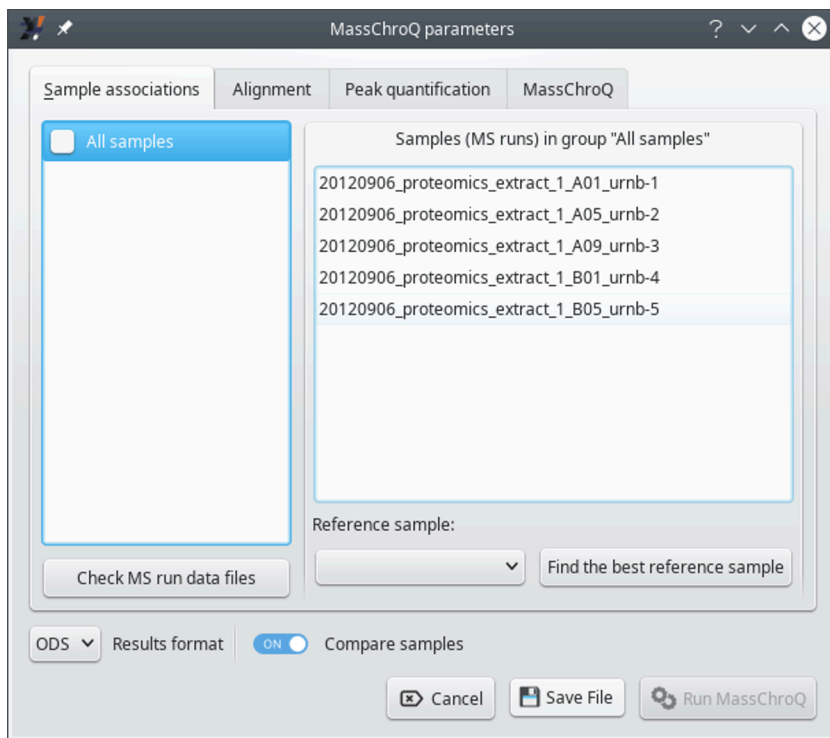 MassChroQ parameters
Sample associations
Alignment
Peak quantification
MassChroQ
All samples
Samples (MS runs) in group "All samples"
20120906_proteomics_extract_1_A01_urnb-1
20120906_proteomics_extract_1_A05_urnb-2
20120906_proteomics_extract_1_A09_urnb-3
20120906_proteomics_extract_1_B01_urnb-4
20120906_proteomics_extract_1_B05_urnb-5
Reference sample:
Check MS run data files
Find the best reference sample
ODS
Results format
ON
Compare samples
Cancel
Save File
Run MassChroQ